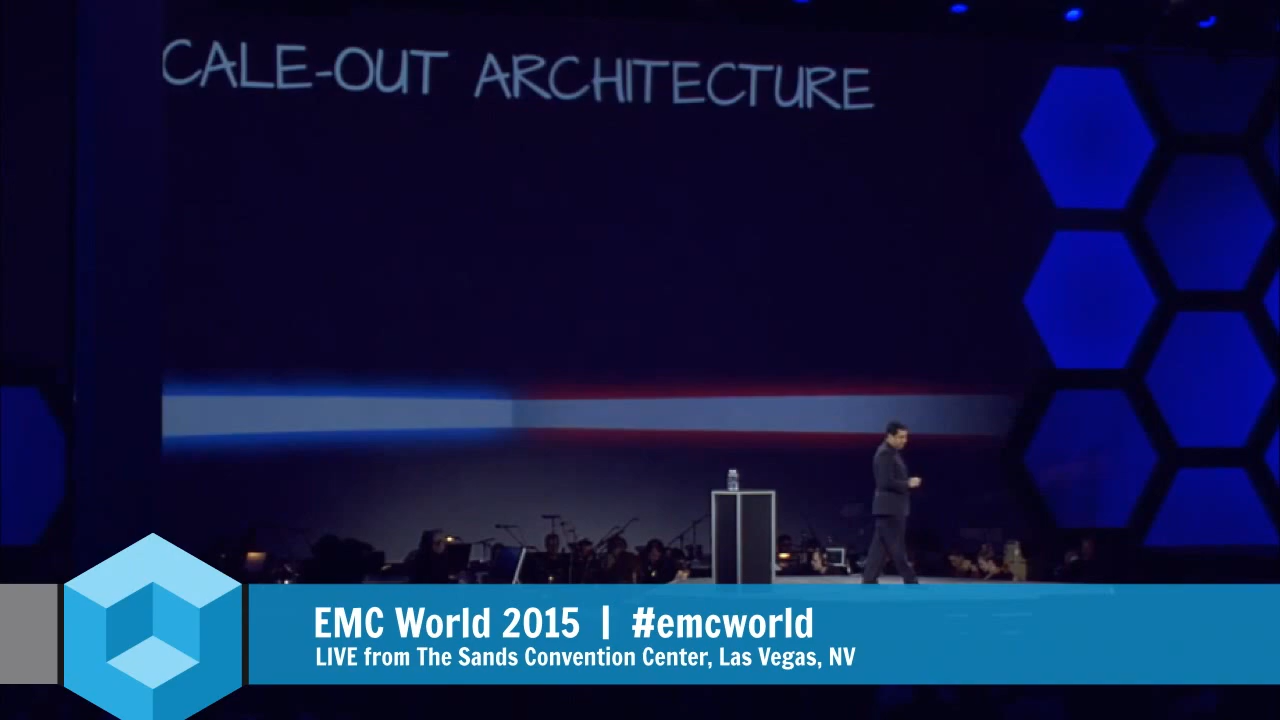 CALE-OUT ARCHITECTURE
EMC World 2015 | #emcworld
LIVE from The Sands Convention Center, Las Vegas, NV